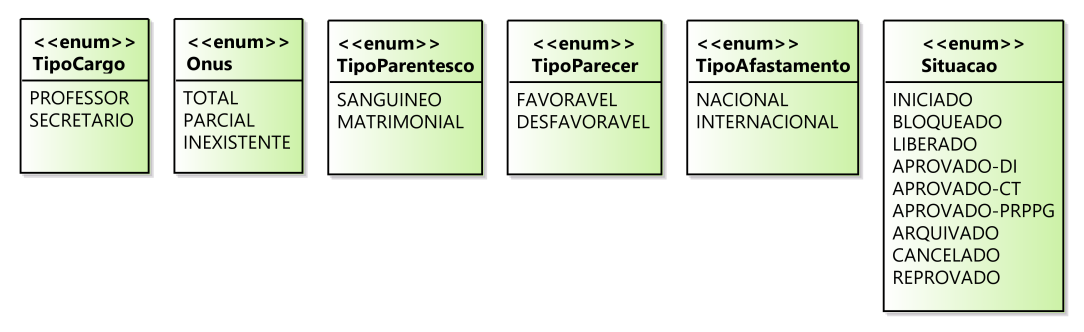 <<enum>>
TipoCargo
PROFESSOR
SECRETARIO
<<enum>>
Onus
TOTAL
PARCIAL
INEXISTENTE
<<enum>>
TipoParentesco
SANGUINEO
MATRIMONIAL
<<enum>>
TipoParecer
FAVORAVEL
DESFAVORAVEL
<<enum>>
TipoAfastamento
NACIONAL
INTERNACIONAL
<<enum>>
Situacao
INICIADO
BLOQUEADO
LIBERADO
APROVADO-DI
APROVADO-CT
APROVADO-PRPPG
ARQUIVADO
CANCELADO
REPROVADO